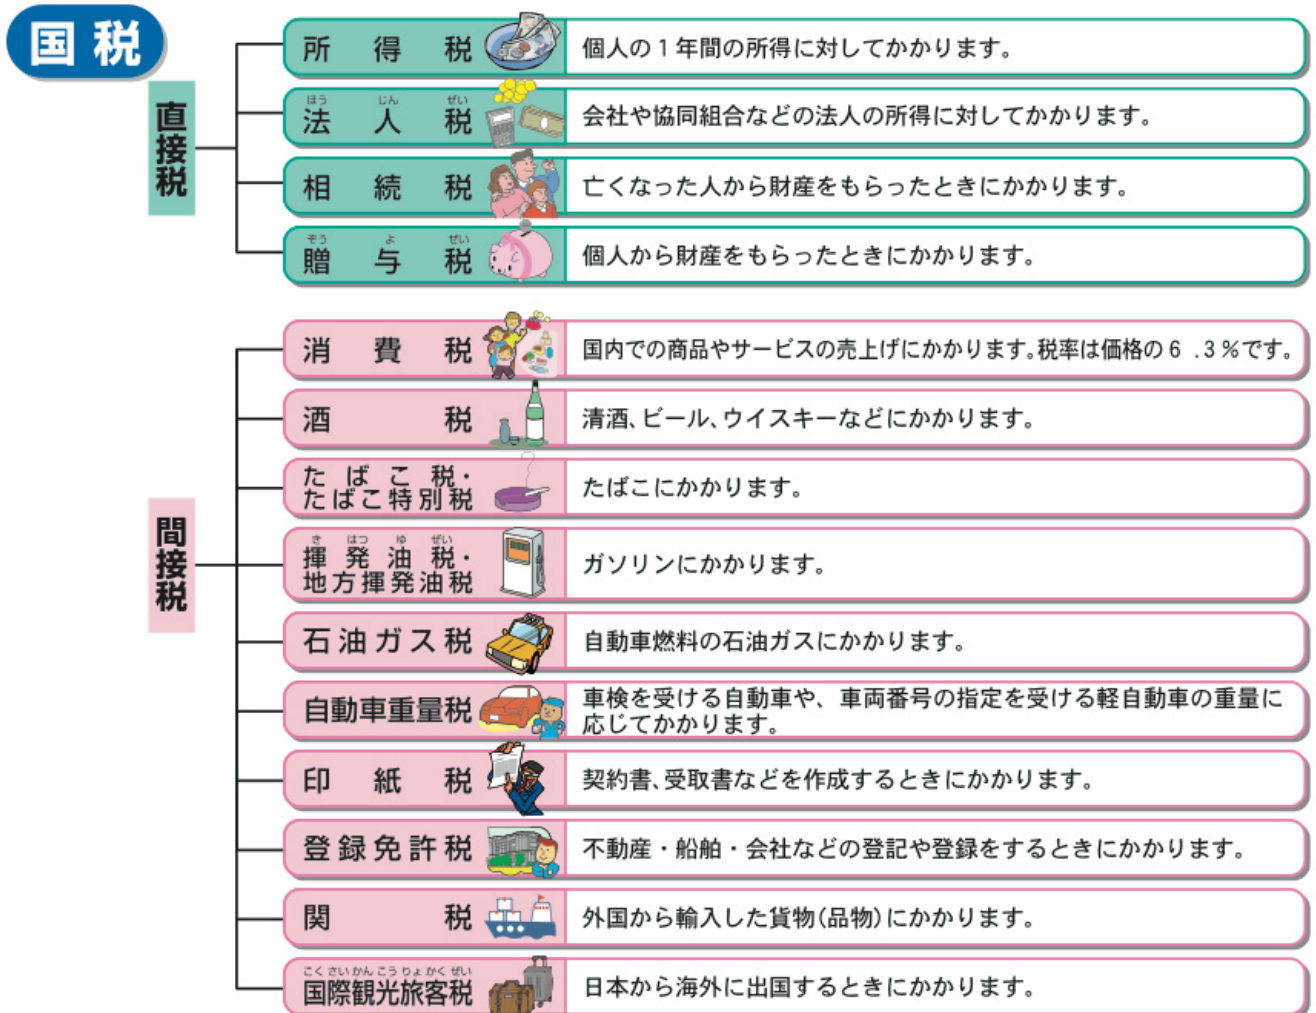 国税
直接税
所得税
個人の1年間の所得に対してかかります。
ほう じん ぜい
法人税
会社や協同組合などの法人の所得に対してかかります。
相続税
亡くなった人から財産をもらったときにかかります。
ぞう よ ぜい
贈与税
個人から財産をもらったときにかかります。
間接税
消費税
国内での商品やサービスの売上げにかかります。税率は価格の6.3%です。
酒税
清酒、ビール、ウイスキーなどにかかります。
たばこ税・
たばこ特別税
たばこにかかります。
き はつ ゆ ぜい
揮発油税・
地方揮発油税
ガソリンにかかります。
石油ガス税
自動車燃料の石油ガスにかかります。
自動車重量税
車検を受ける自動車や、車両番号の指定を受ける軽自動車の重量に
応じてかかります。
印紙税
契約書、受取書などを作成するときにかかります。
登録免許税
不動産・船舶・会社などの登記や登録をするときにかかります。
関税
外国から輸入した貨物(品物)にかかります。
こくさいかんこうりょかくぜい
国際観光旅客税
日本から海外に出国するときにかかります。